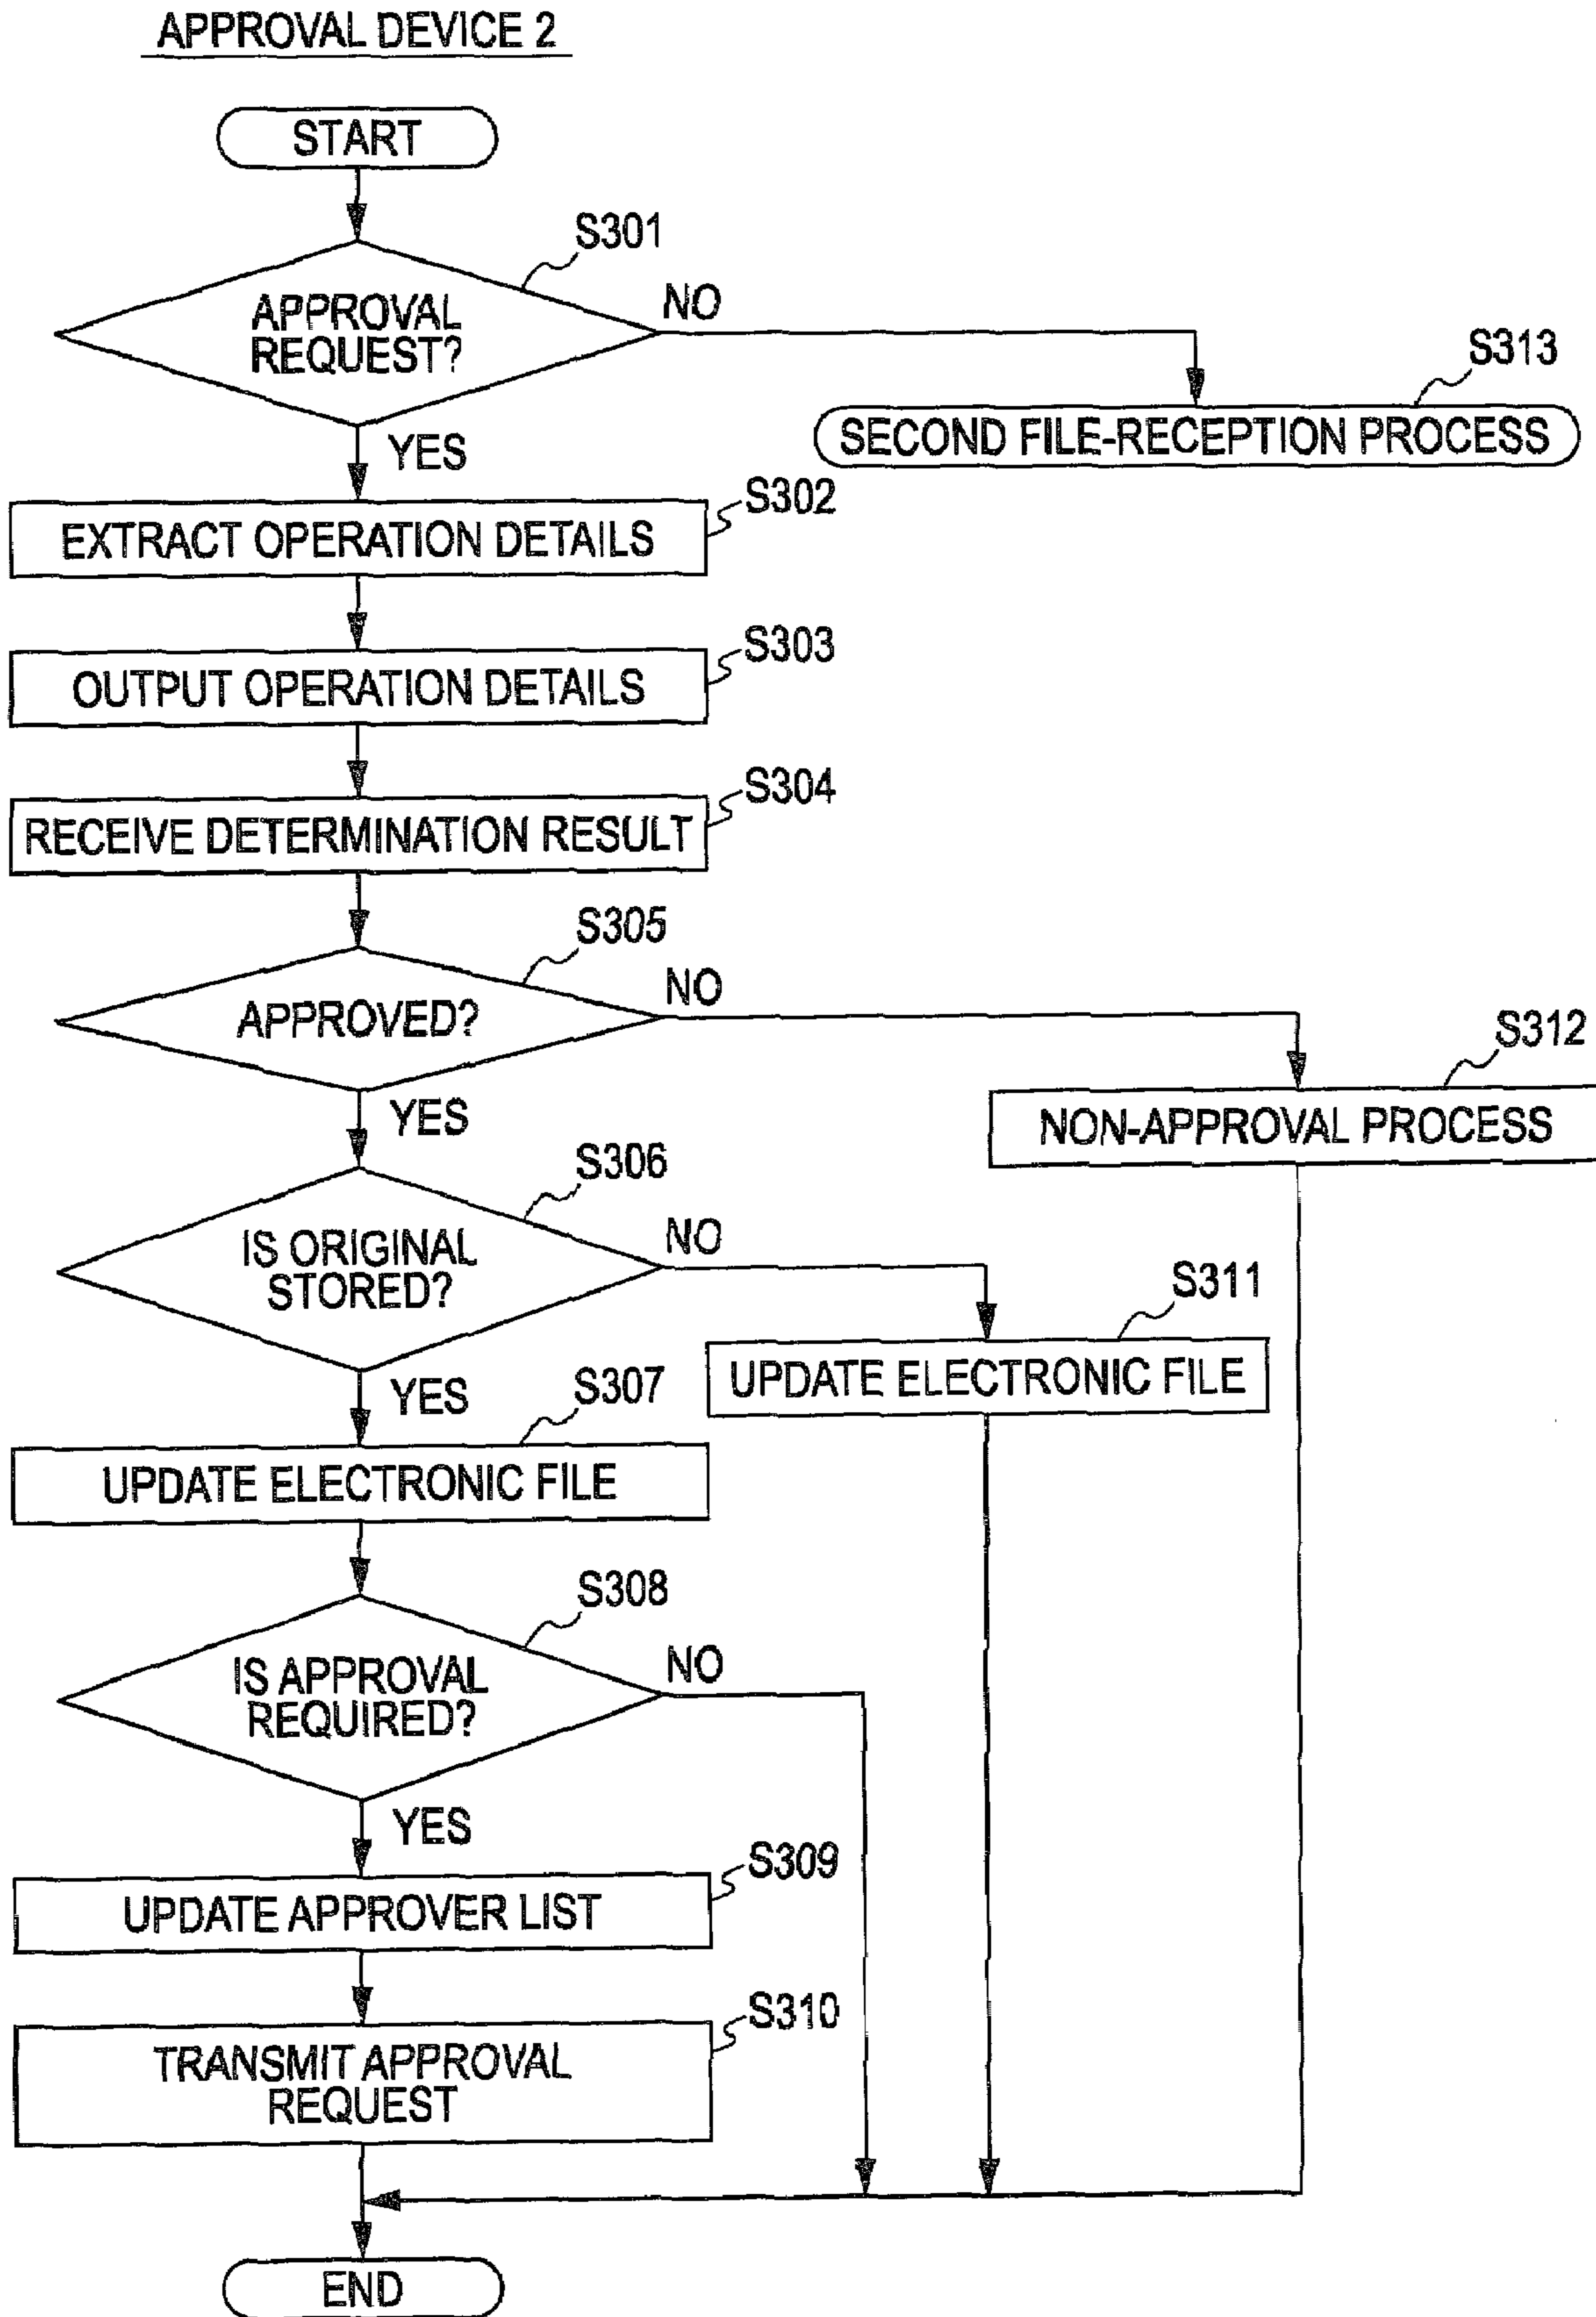 APPROVAL DEVICE 2
START
S301
APPROVAL
REQUEST?
NO
S313
SECOND FILE-RECEPTION PROCESS
YES
S302
EXTRACT OPERATION DETAILS
S303
OUTPUT OPERATION DETAILS
S304
RECEIVE DETERMINATION RESULT
S305
APPROVED?
NO
S312
NON-APPROVAL PROCESS
YES
S306
IS ORIGINAL
STORED?
NO
S311
UPDATE ELECTRONIC FILE
YES
S307
UPDATE ELECTRONIC FILE
S308
IS APPROVAL
REQUIRED?
NO
YES
S309
UPDATE APPROVER LIST
S310
TRANSMIT APPROVAL
REQUEST
END